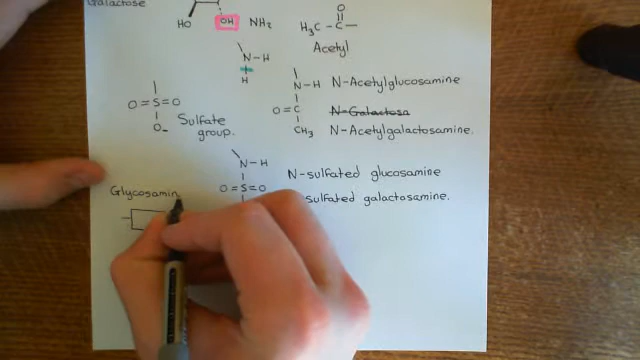 Galactose
HO OH NH₂
O
H₃C - C -
Acetyl
N-H
H
N-H N-Acetylglucosamine
O=S=O
O=C N-Galactosa
O-
Sulfate group.
CH₃ N-Acetylgalactosamine.
N-H
N-sulfated glucosamine
O=S=O
sulfated galactosamine.
Glycosamin